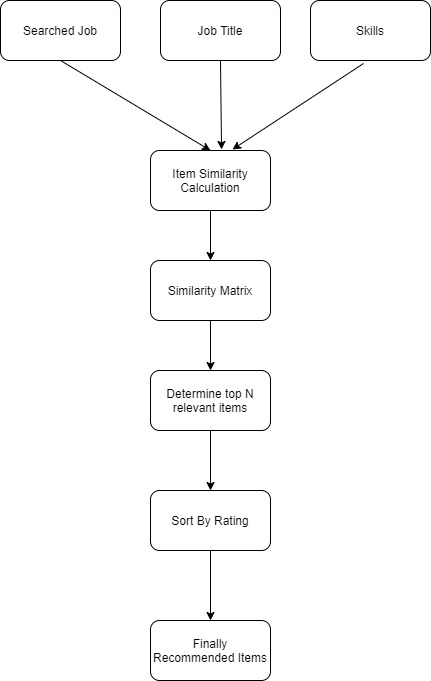 Searched Job
Job Title
Skills
Item Similarity
Calculation
Similarity Matrix
Determine top N
relevant items
Sort By Rating
Finally
Recommended Items